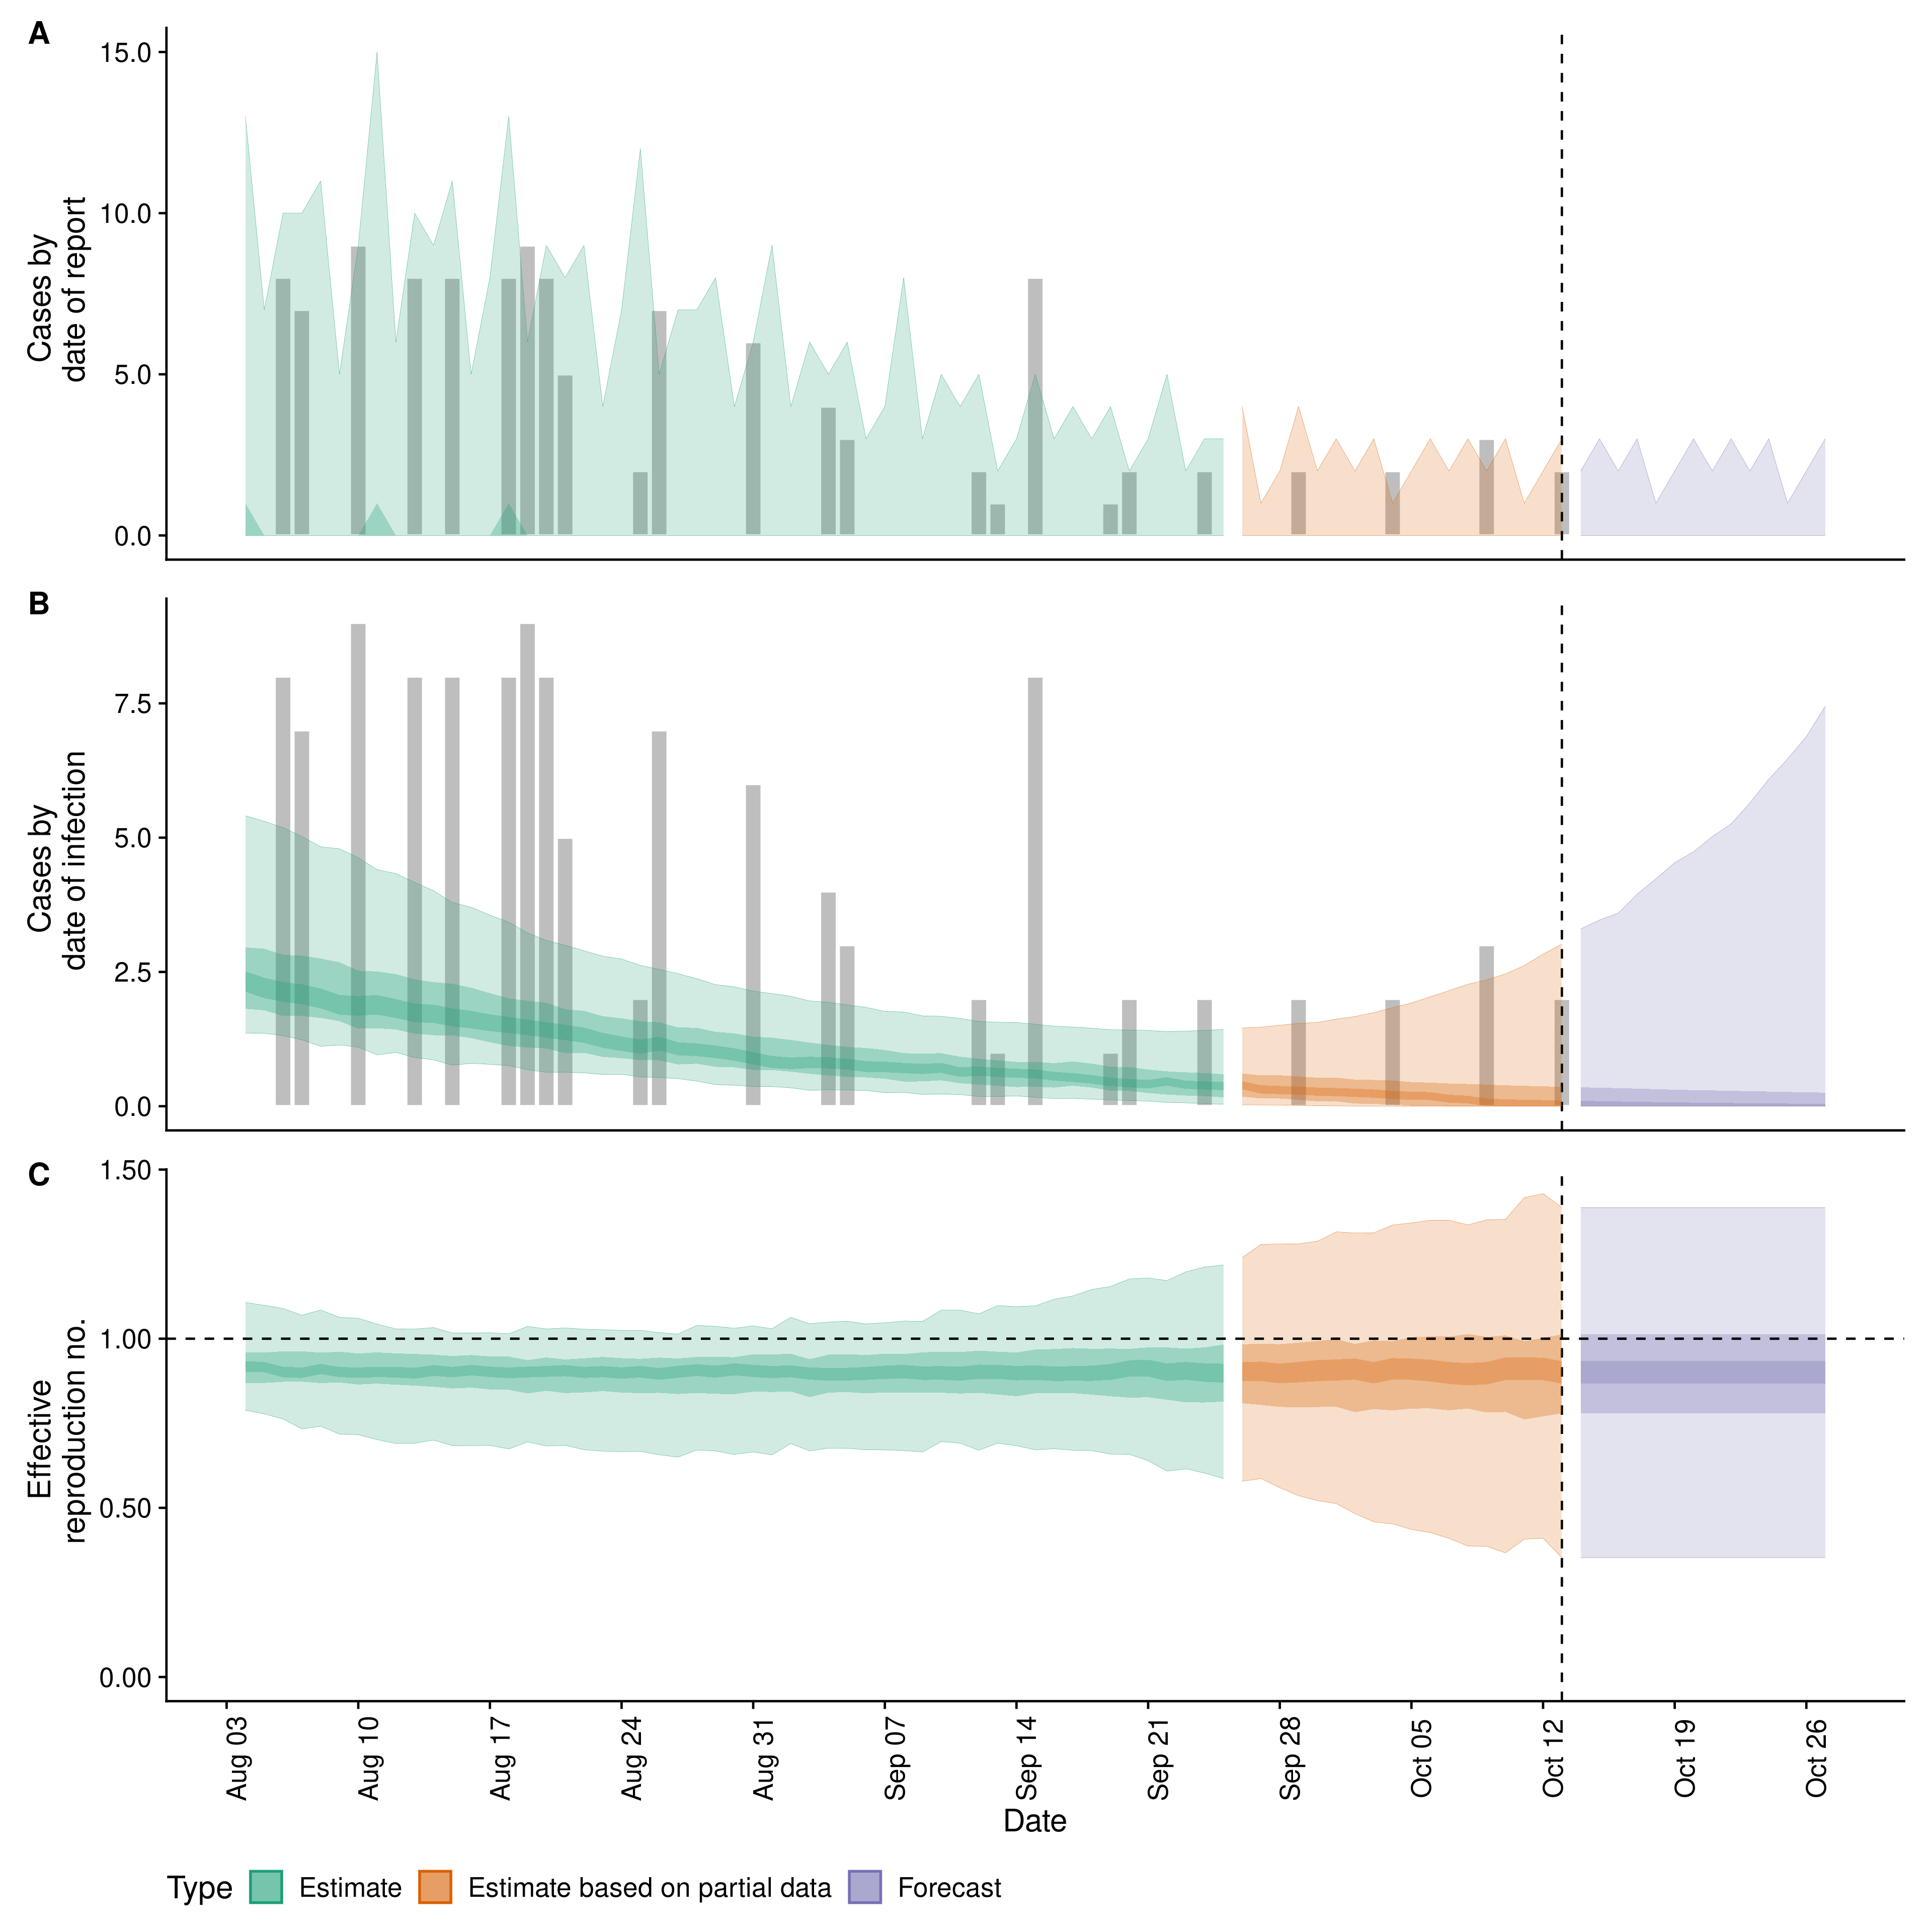 A
Cases by
date of report
15.0
10.0
5.0
0.0
B
Cases by
date of infection
7.5
5.0
2.5
0.0
C
Effective
reproduction no.
1.50
1.00
0.50
0.00
Aug 03
Aug 10
Aug 17
Aug 24
Aug 31
Sep 07
Sep 14
Sep 21
Sep 28
Oct 05
Oct 12
Oct 19
Oct 26
Date
Type Estimate Estimate based on partial data Forecast